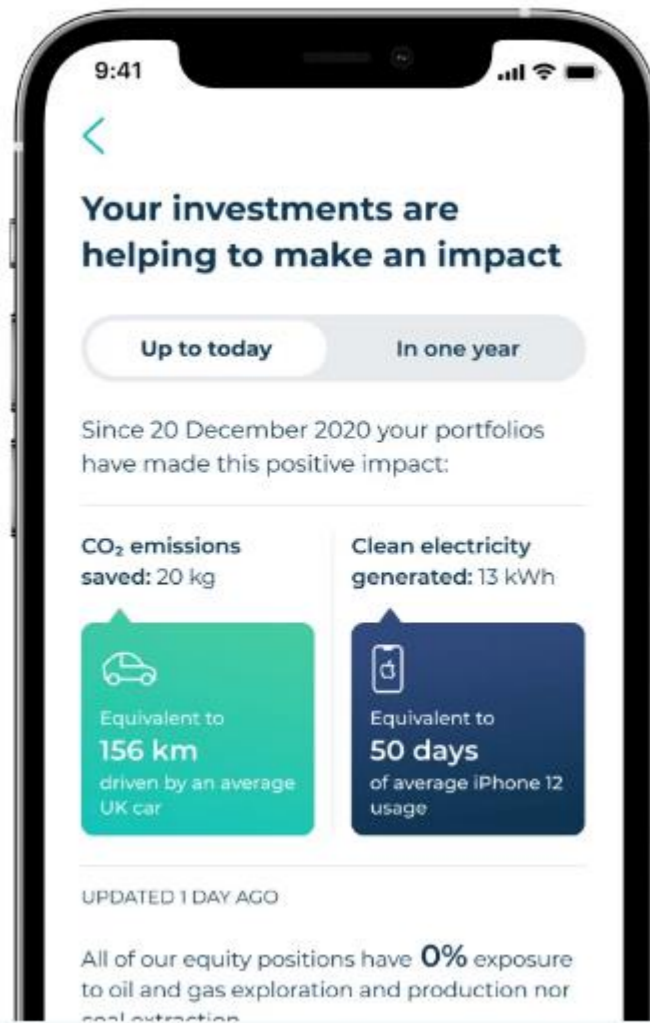 9:41
Your investments are
helping to make an impact
Up to today
In one year
Since 20 December 2020 your portfolios
have made this positive impact:
CO₂ emissions
saved: 20 kg
Clean electricity
generated: 13 kWh
Equivalent to
156 km
driven by an average
UK car
Equivalent to
50 days
of average iPhone 12
usage
UPDATED 1 DAY AGO
All of our equity positions have 0% exposure
to oil and gas exploration and production nor
coal extraction